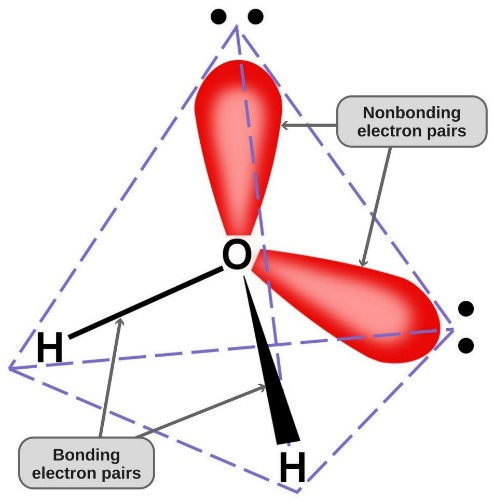 Nonbonding
electron pairs
O
H
H
Bonding
electron pairs